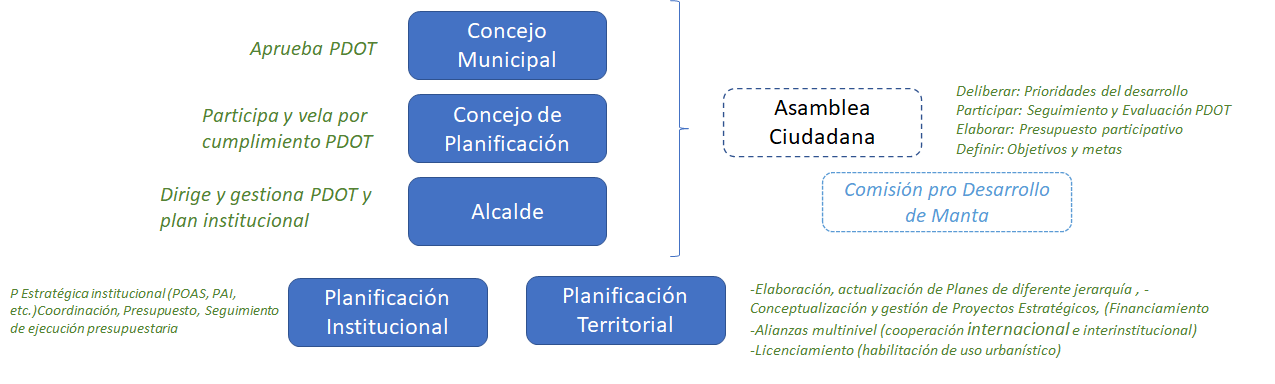 Aprueba PDOT
Concejo
Municipal
Participa y vela por
cumplimiento PDOT
Concejo de
Planificación
Dirige y gestiona PDOT y
plan institucional
Alcalde
Asamblea
Ciudadana
Deliberar: Prioridades del desarrollo
Participar: Seguimiento y Evaluación PDOT
Elaborar: Presupuesto participativo
Definir: Objetivos y metas
Comisión pro Desarrollo
de Manta
P Estratégica institucional (POAS, PAI,
etc.)Coordinación, Presupuesto, Seguimiento
de ejecución presupuestaria
Planificación
Institucional
Planificación
Territorial
-Elaboración, actualización de Planes de diferente jerarquía , -
Conceptualización y gestión de Proyectos Estratégicos, (Financiamiento
-Alianzas multinivel (cooperación internacional e interinstitucional)
-Licenciamiento (habilitación de uso urbanístico)